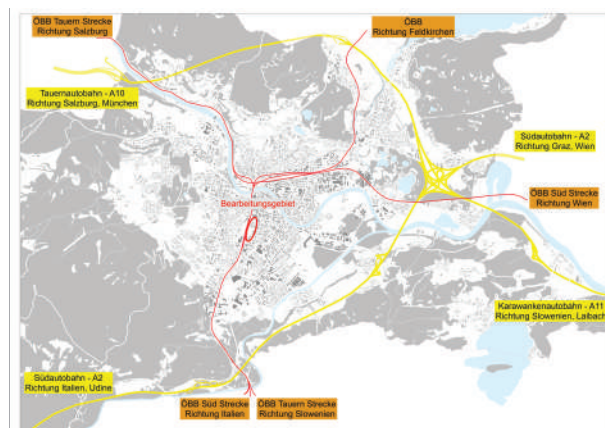 ÖBB Tauern Strecke
Richtung Salzburg
ÖBB
Richtung Feldkirchen
Tauernautobahn - A10
Richtung Salzburg, München
Südautobahn - A2
Richtung Graz, Wien
ÖBB Süd Strecke
Richtung Wien
Bearbeitungsgebiet
Karawankenautobahn - A11
Richtung Slowenien, Laibach
Südautobahn - A2
Richtung Italien, Udine
ÖBB Süd Strecke
Richtung Italien
ÖBB Tauern Strecke
Richtung Slowenien